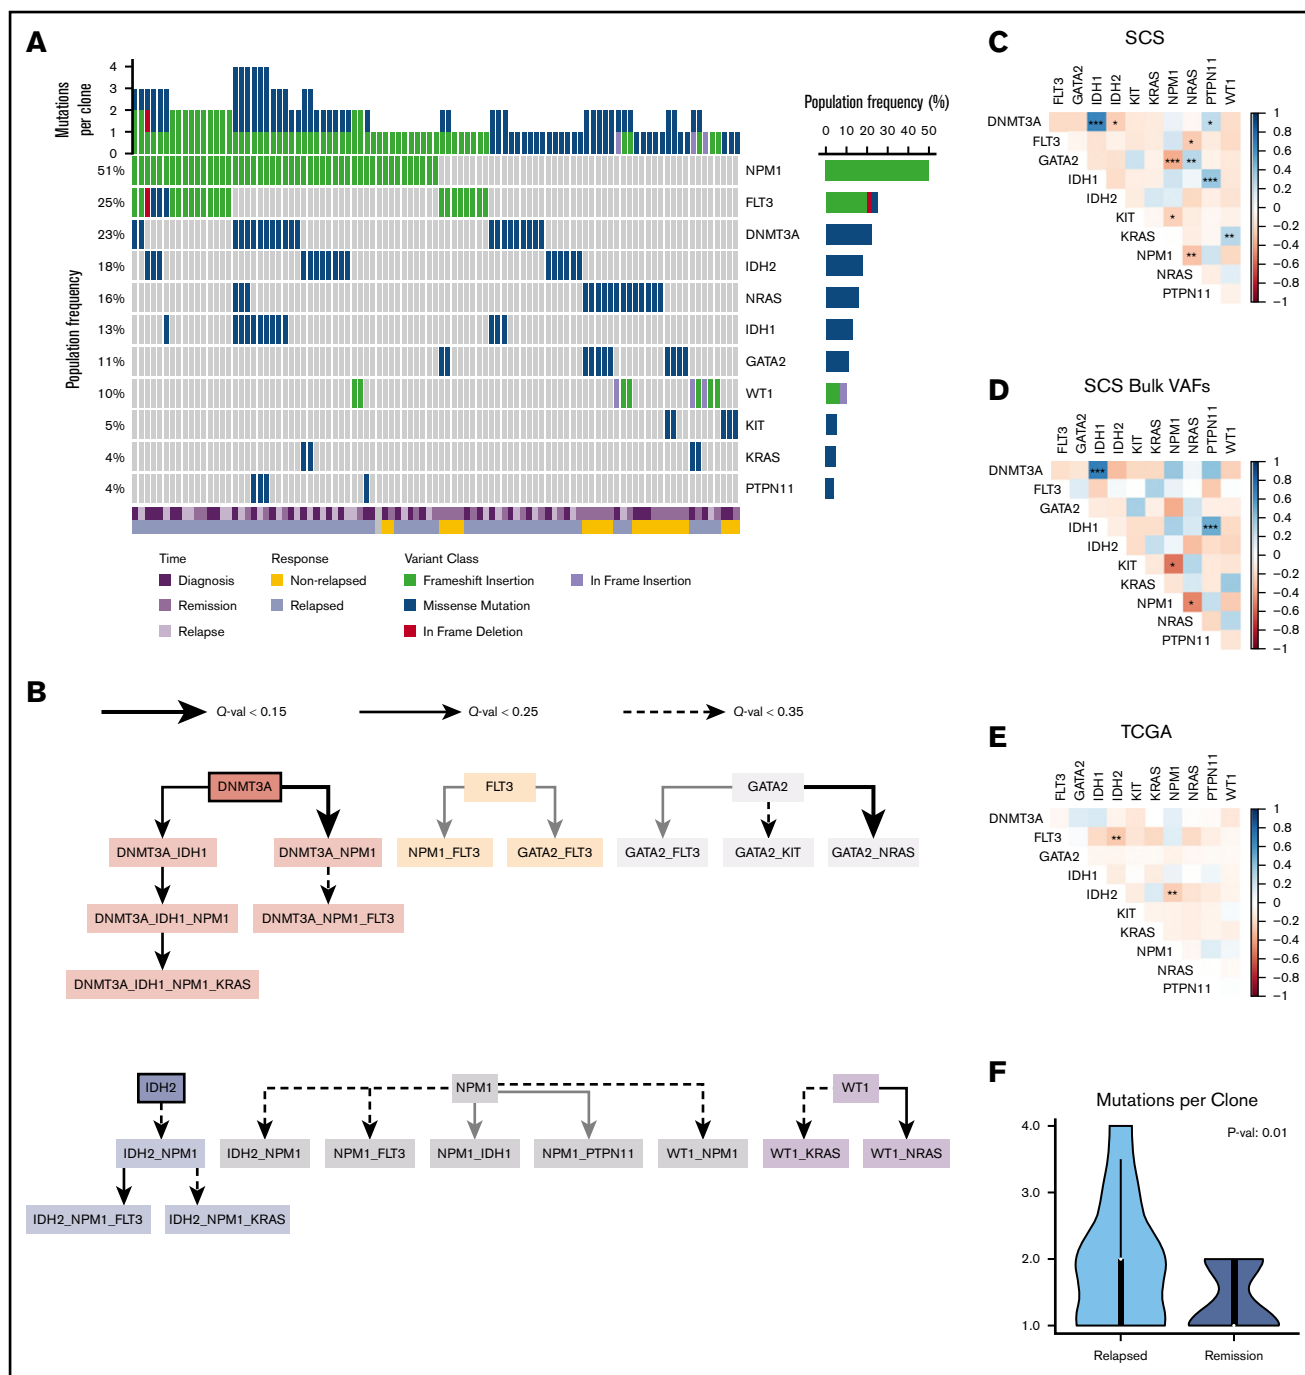 A
Mutations
per clone
4
3
2
1
0
Population frequency (%)
0 10 20 30 40 50
Population frequency
51% NPM1
25% FLT3
23% DNMT3A
18% IDH2
16% NRAS
13% IDH1
11% GATA2
10% WT1
5% KIT
4% KRAS
4% PTPN11
Time Response Variant Class
Diagnosis Non-relapsed Frameshift Insertion In Frame Insertion
Remission Relapsed Missense Mutation
Relapse In Frame Deletion
B
Q-val < 0.15 Q-val < 0.25 Q-val < 0.35
DNMT3A FLT3 GATA2
DNMT3A_IDH1 DNMT3A_NPM1 NPM1_FLT3 GATA2_FLT3 GATA2_FLT3 GATA2_KIT GATA2_NRAS
DNMT3A_IDH1_NPM1 DNMT3A_NPM1_FLT3
DNMT3A_IDH1_NPM1_KRAS
IDH2 NPM1 WT1
IDH2_NPM1 IDH2_NPM1 NPM1_FLT3 NPM1_IDH1 NPM1_PTPN11 WT1_NPM1 WT1_KRAS WT1_NRAS
IDH2_NPM1_FLT3 IDH2_NPM1_KRAS
C
SCS
FLT3 GATA2 IDH1 IDH2 KIT KRAS NPM1 NRAS PTPN11 WT1
DNMT3A *** * *
FLT3 *
GATA2 *** **
IDH1 ***
IDH2
KIT *
KRAS **
NPM1 **
NRAS
PTPN11
1
0.8
0.6
0.4
0.2
0
−0.2
−0.4
−0.6
−0.8
−1
D
SCS Bulk VAFs
FLT3 GATA2 IDH1 IDH2 KIT KRAS NPM1 NRAS PTPN11 WT1
DNMT3A ***
FLT3
GATA2
IDH1 ***
IDH2
KIT *
KRAS
NPM1 *
NRAS
PTPN11
1
0.8
0.6
0.4
0.2
0
−0.2
−0.4
−0.6
−0.8
−1
E
TCGA
FLT3 GATA2 IDH1 IDH2 KIT KRAS NPM1 NRAS PTPN11 WT1
DNMT3A
FLT3 **
GATA2
IDH1
IDH2 **
KIT
KRAS
NPM1
NRAS
PTPN11
1
0.8
0.6
0.4
0.2
0
−0.2
−0.4
−0.6
−0.8
−1
F
Mutations per Clone
P-val: 0.01
4.0
3.0
2.0
1.0
Relapsed Remission